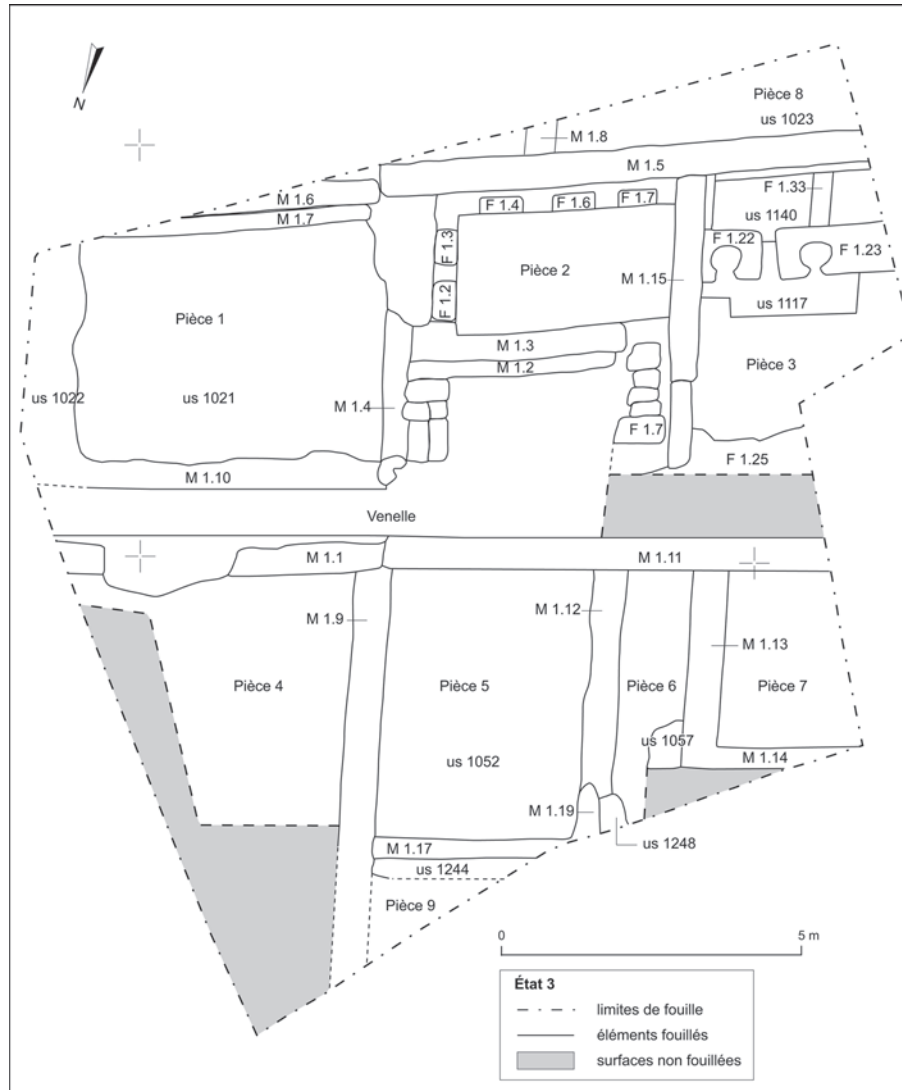 N
Pièce 8
us 1023
M 1.8
M 1.5
M 1.6
M 1.7
F 1.33
F 1.4
F 1.6
F 1.7
us 1140
F 1.3
F 1.22
F 1.23
Pièce 2
M 1.15
F 1.2
us 1117
Pièce 1
M 1.3
M 1.2
Pièce 3
us 1022
us 1021
M 1.4
F 1.7
F 1.25
M 1.10
Venelle
M 1.1
M 1.11
M 1.9
M 1.12
M 1.13
Pièce 4
Pièce 5
Pièce 6
Pièce 7
us 1057
us 1052
M 1.14
M 1.19
us 1248
M 1.17
us 1244
Pièce 9
0
5 m
État 3
limites de fouille
éléments fouillés
surfaces non fouillées